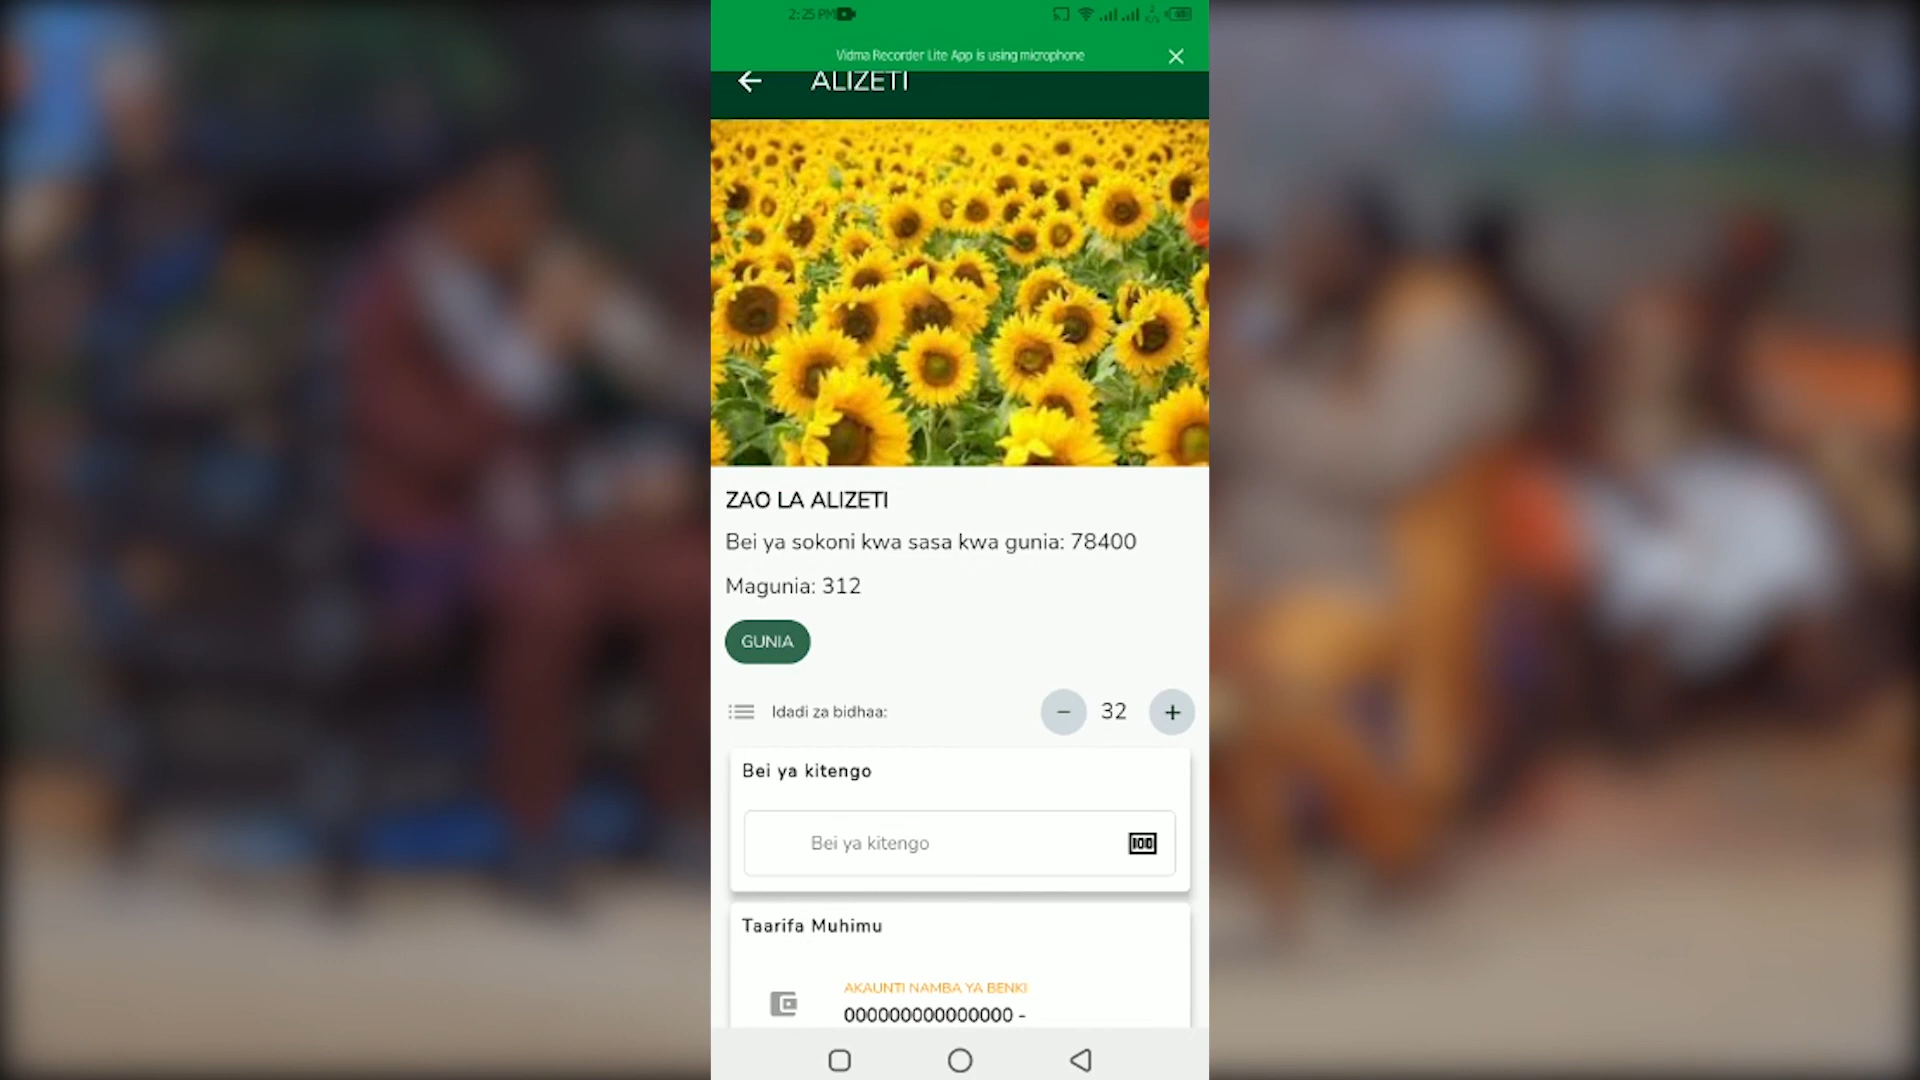 2:25 PM
Vidma Recorder Lite App is using microphone
ALIZETI
ZAO LA ALIZETI
Bei ya sokoni kwa sasa kwa gunia: 78400
Magunia: 312
GUNIA
Idadi za bidhaa:
− 32 +
Bei ya kitengo
Bei ya kitengo
100
Taarifa Muhimu
AKAUNTI NAMBA YA BENKI
000000000000000 -